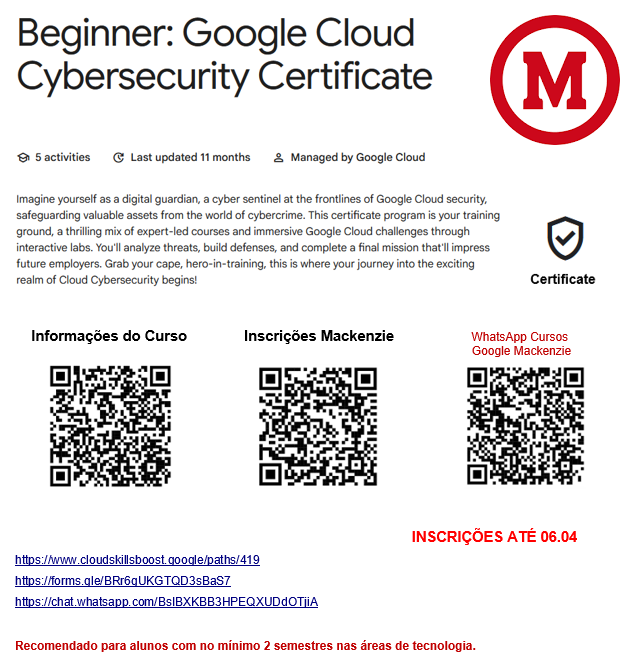 Beginner: Google Cloud
Cybersecurity Certificate
M
5 activities Last updated 11 months Managed by Google Cloud
Imagine yourself as a digital guardian, a cyber sentinel at the frontlines of Google Cloud security,
safeguarding valuable assets from the world of cybercrime. This certificate program is your training
ground, a thrilling mix of expert-led courses and immersive Google Cloud challenges through
interactive labs. You'll analyze threats, build defenses, and complete a final mission that'll impress
future employers. Grab your cape, hero-in-training, this is where your journey into the exciting
realm of Cloud Cybersecurity begins!
Certificate
Informações do Curso
Inscrições Mackenzie
WhatsApp Cursos
Google Mackenzie
INSCRIÇÕES ATÉ 06.04
https://www.cloudskillsboost.google/paths/419
https://forms.gle/BRr6gUKGTQD3sBaS7
https://chat.whatsapp.com/BsIBXKBB3HPEQXUDdOTjiA
Recomendado para alunos com no mínimo 2 semestres nas áreas de tecnologia.